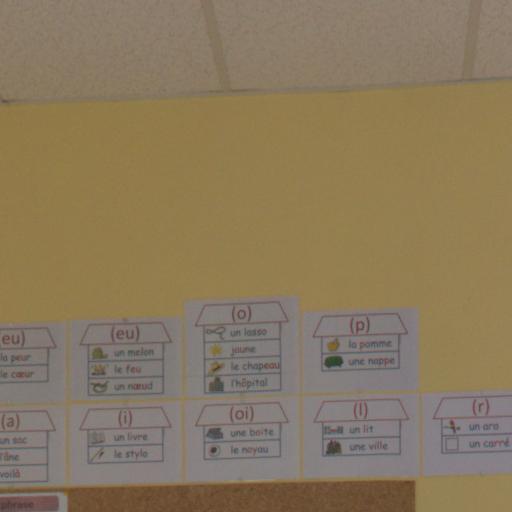 (eu)
la peur
le cœur
(eu)
un melon
le feu
un nœud
(o)
un lasso
jaune
le chapeau
l'hôpital
(p)
la pomme
une nappe
(a)
un sac
l'âne
voilà
(i)
un livre
le stylo
(oi)
une boite
le noyau
(l)
un lit
une ville
(r)
un ara
un carré
phrase